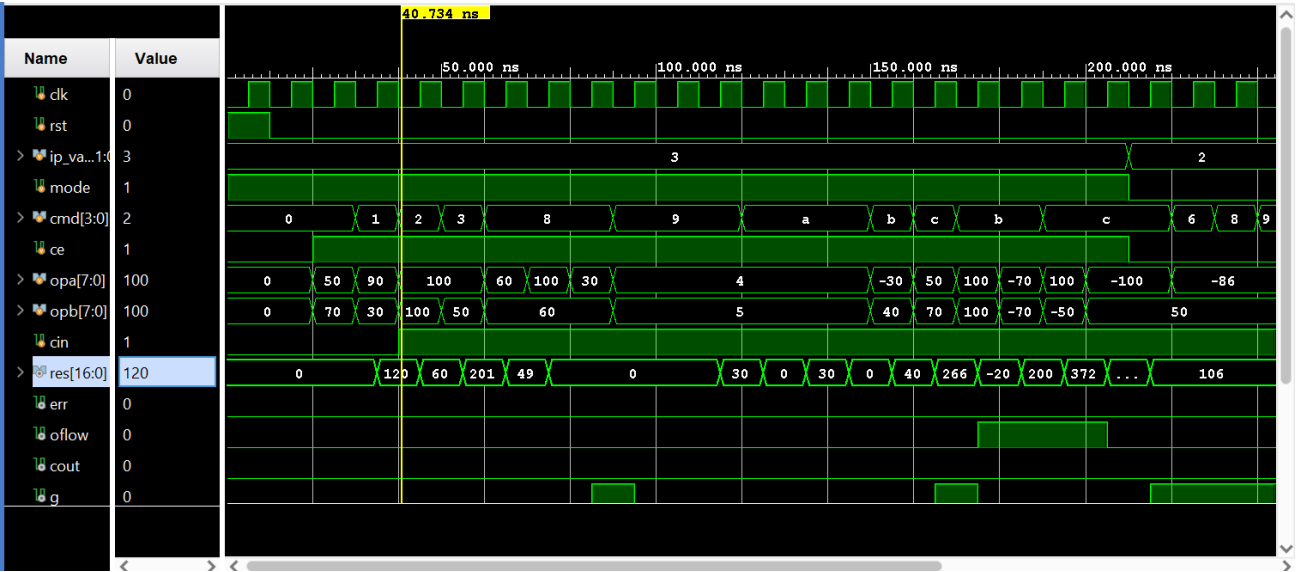 40.734 ns
Name Value
50.000 ns 100.000 ns 150.000 ns 200.000 ns
clk 0
rst 0
ip_va...1:0 3 3 2
mode 1
cmd[3:0] 2 0 1 2 3 8 9 a b c b c 6 8 9
ce 1
opa[7:0] 100 0 50 90 100 60 100 30 4 -30 50 100 -70 100 -100 -86
opb[7:0] 100 0 70 30 100 50 60 5 40 70 100 -70 -50 50
cin 1
res[16:0] 120 0 120 60 201 49 0 30 0 30 0 40 266 -20 200 372 ... 106
err 0
oflow 0
cout 0
g 0